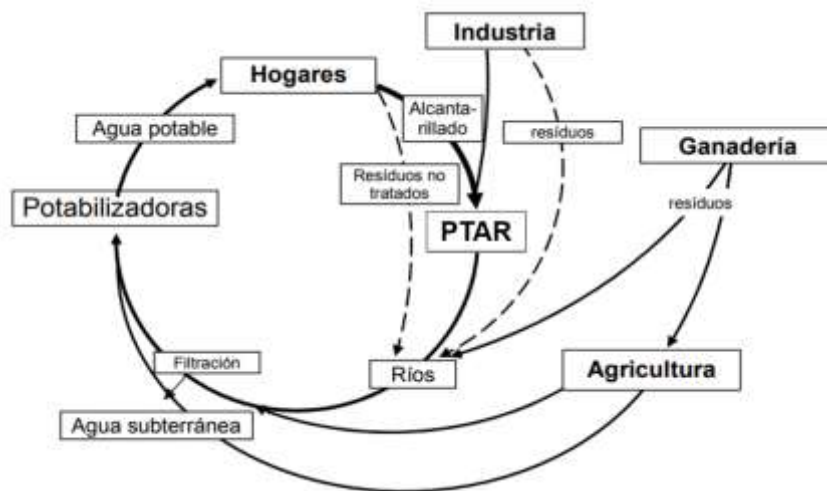 Industria
Hogares
Alcanta-
rillado
Agua potable
resíduos
Ganadería
Resíduos no
tratados
resíduos
Potabilizadoras
PTAR
Filtración
Ríos
Agricultura
Agua subterránea